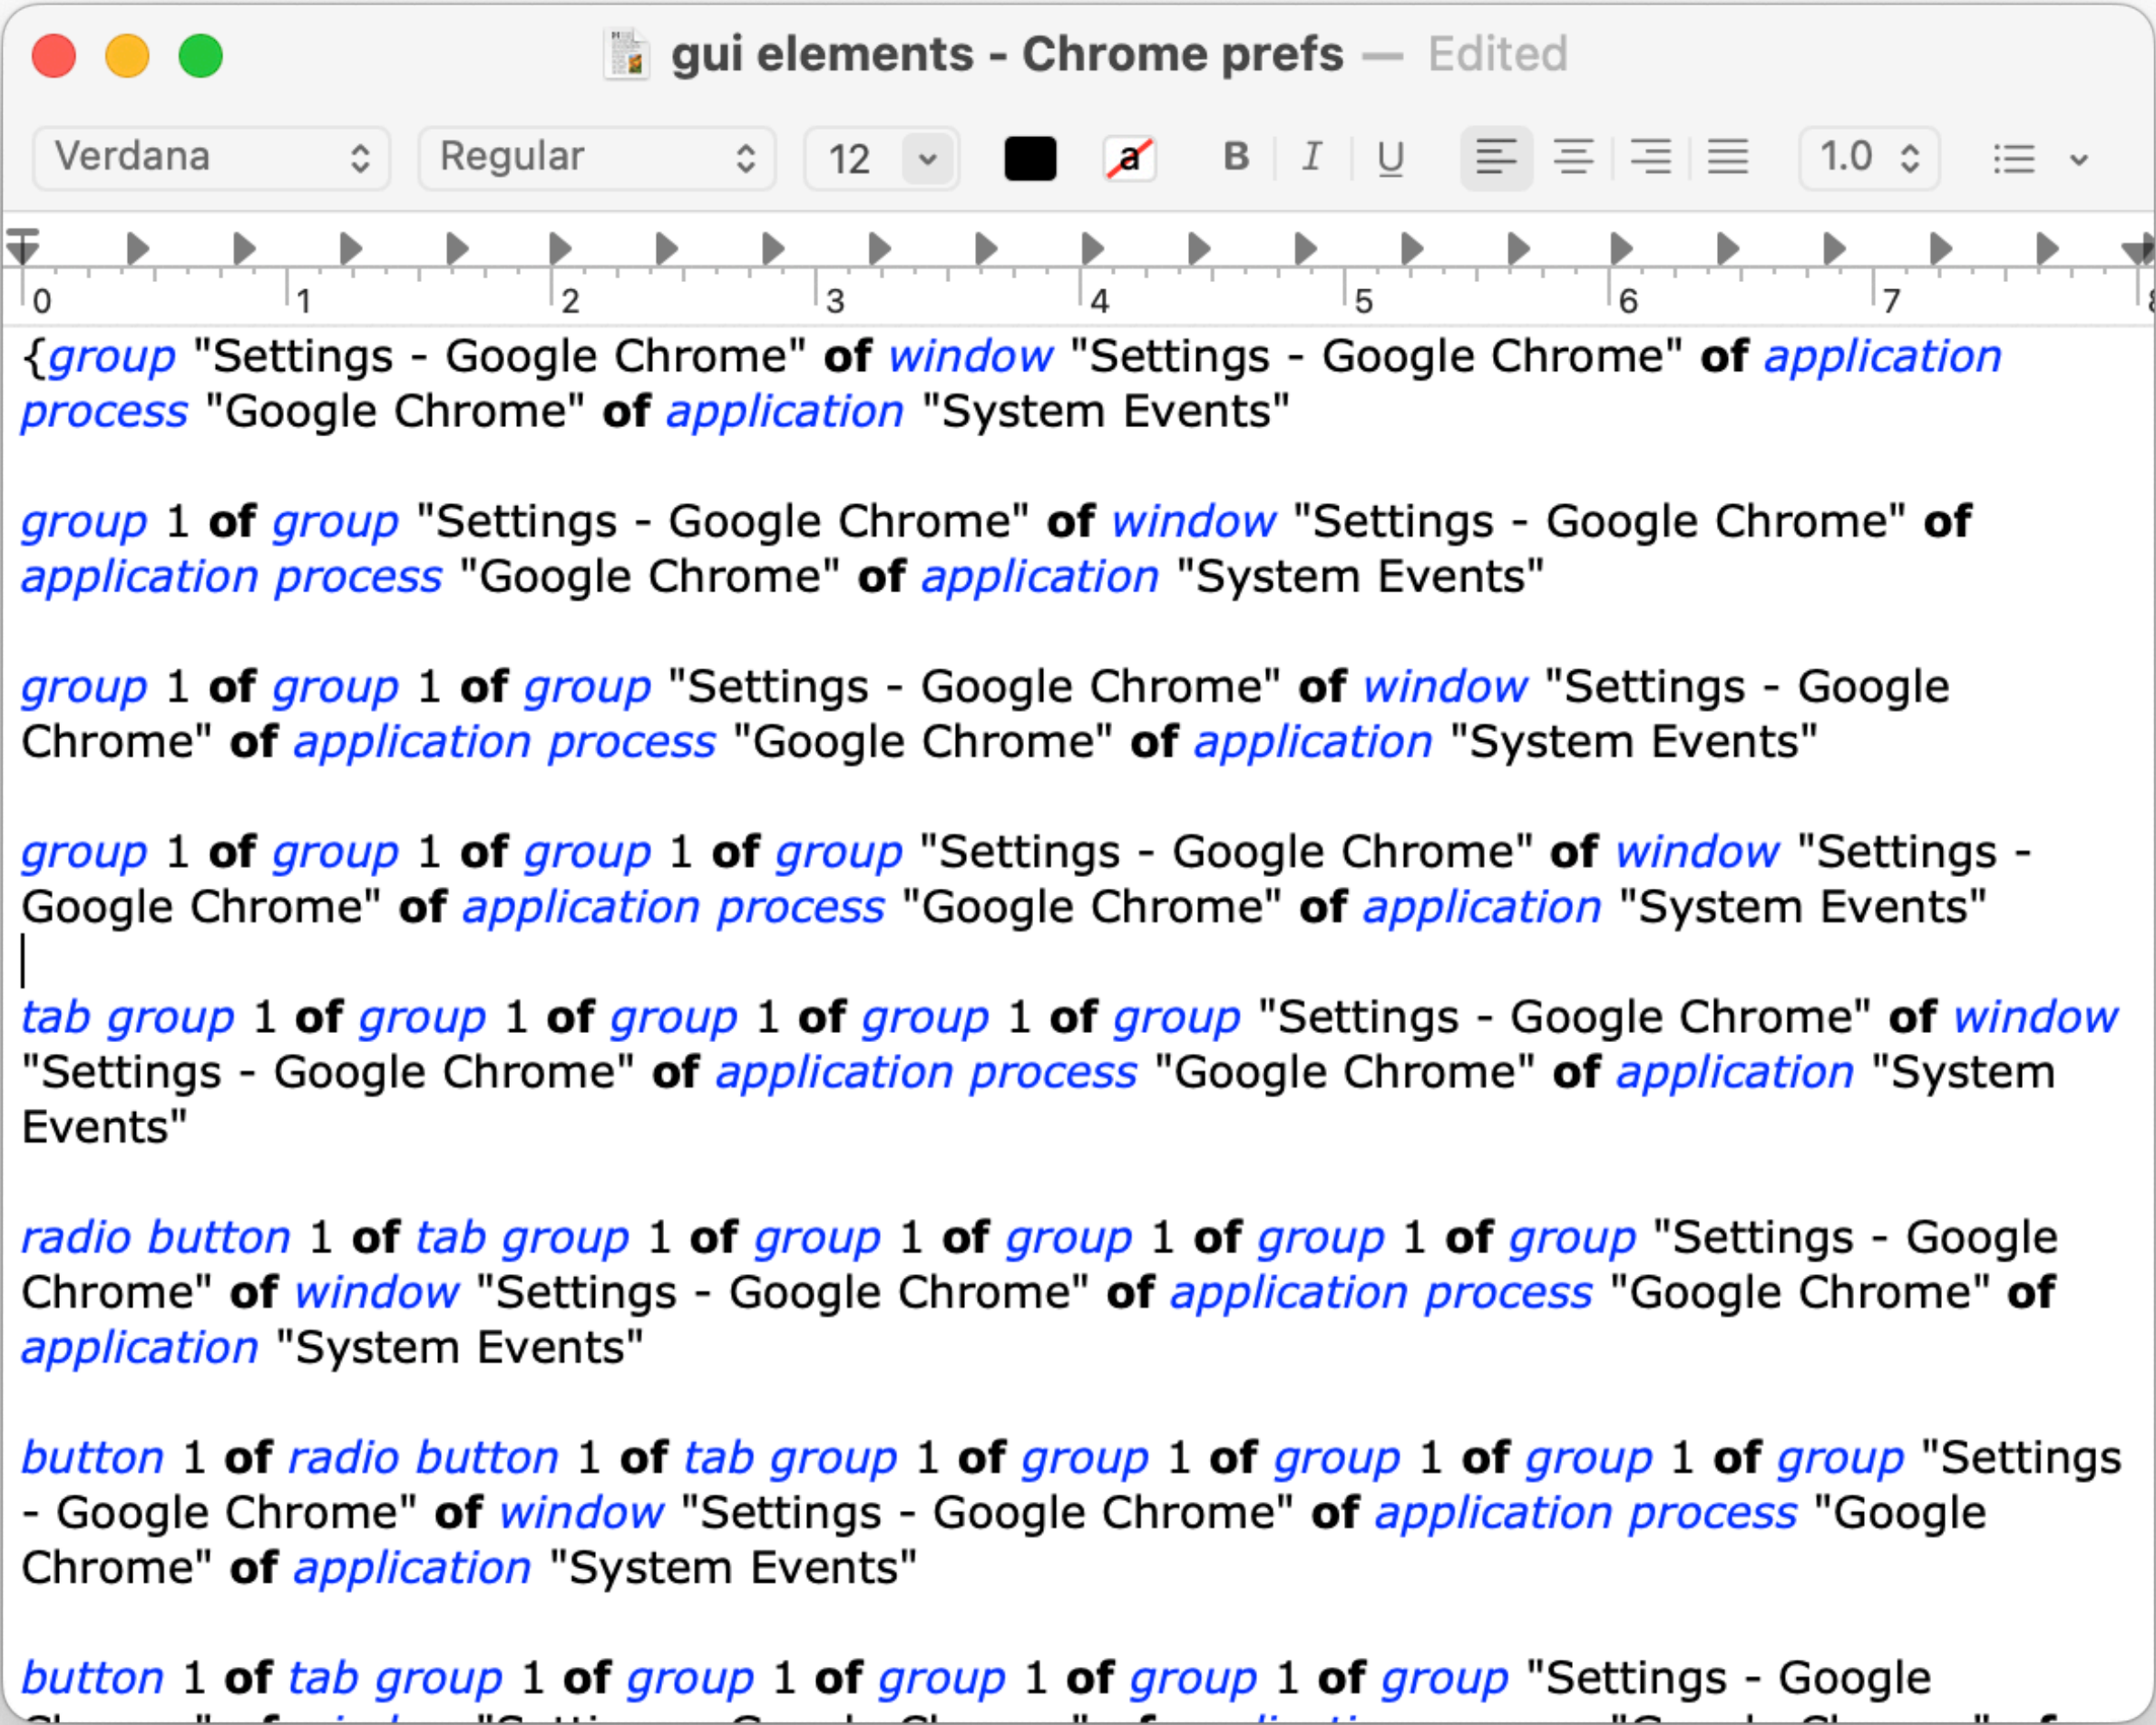 gui elements - Chrome prefs — Edited
Verdana Regular 12 a B I U 1.0
0 1 2 3 4 5 6 7
{group "Settings - Google Chrome" of window "Settings - Google Chrome" of application
process "Google Chrome" of application "System Events"
group 1 of group "Settings - Google Chrome" of window "Settings - Google Chrome" of
application process "Google Chrome" of application "System Events"
group 1 of group 1 of group "Settings - Google Chrome" of window "Settings - Google
Chrome" of application process "Google Chrome" of application "System Events"
group 1 of group 1 of group 1 of group "Settings - Google Chrome" of window "Settings -
Google Chrome" of application process "Google Chrome" of application "System Events"
tab group 1 of group 1 of group 1 of group 1 of group "Settings - Google Chrome" of window
"Settings - Google Chrome" of application process "Google Chrome" of application "System
Events"
radio button 1 of tab group 1 of group 1 of group 1 of group 1 of group "Settings - Google
Chrome" of window "Settings - Google Chrome" of application process "Google Chrome" of
application "System Events"
button 1 of radio button 1 of tab group 1 of group 1 of group 1 of group 1 of group "Settings
- Google Chrome" of window "Settings - Google Chrome" of application process "Google
Chrome" of application "System Events"
button 1 of tab group 1 of group 1 of group 1 of group 1 of group "Settings - Google